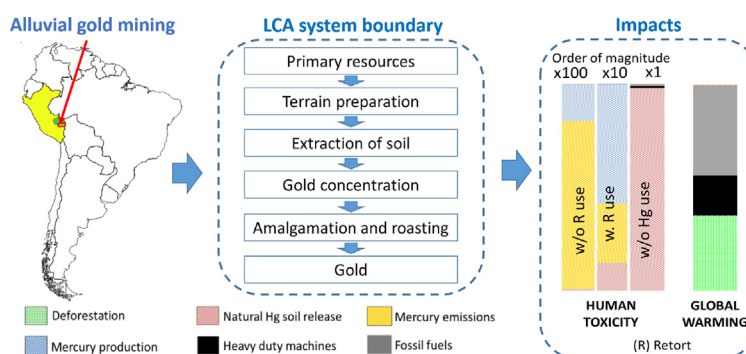 Alluvial gold mining
LCA system boundary
Impacts
Primary resources
Terrain preparation
Extraction of soil
Gold concentration
Amalgamation and roasting
Gold
Order of magnitude
x100 x10 x1
w/o R use
w. R use
w/o Hg use
HUMAN
TOXICITY
GLOBAL
WARMING
(R) Retort
Deforestation
Natural Hg soil release
Mercury emissions
Mercury production
Heavy duty machines
Fossil fuels